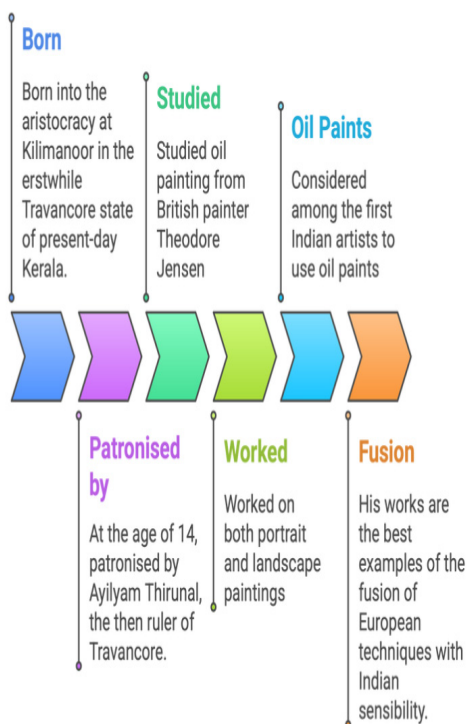 Born
Born into the
aristocracy at
Kilimanoor in the
erstwhile
Travancore state
of present-day
Kerala.
Patronised
by
At the age of 14,
patronised by
Ayilyam Thirunal,
the then ruler of
Travancore.
Studied
Studied oil
painting from
British painter
Theodore
Jensen
Worked
Worked on
both portrait
and landscape
paintings
Oil Paints
Considered
among the first
Indian artists to
use oil paints
Fusion
His works are
the best
examples of the
fusion of
European
techniques with
Indian
sensibility.